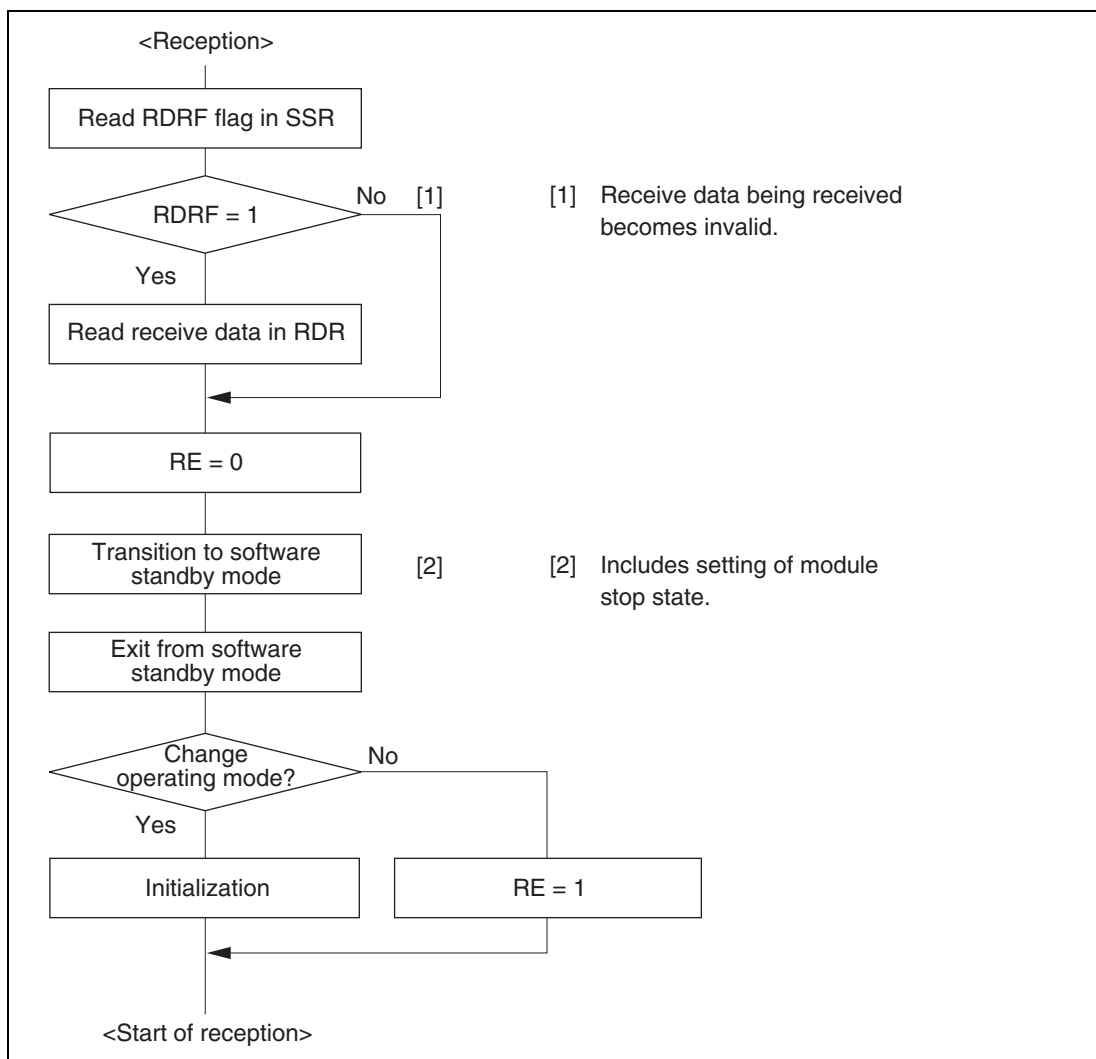 <Reception>
Read RDRF flag in SSR
No [1]
[1] Receive data being received
becomes invalid.
RDRF = 1
Yes
Read receive data in RDR
RE = 0
Transition to software
standby mode
[2]
[2] Includes setting of module
stop state.
Exit from software
standby mode
Change
operating mode?
No
Yes
Initialization
RE = 1
<Start of reception>